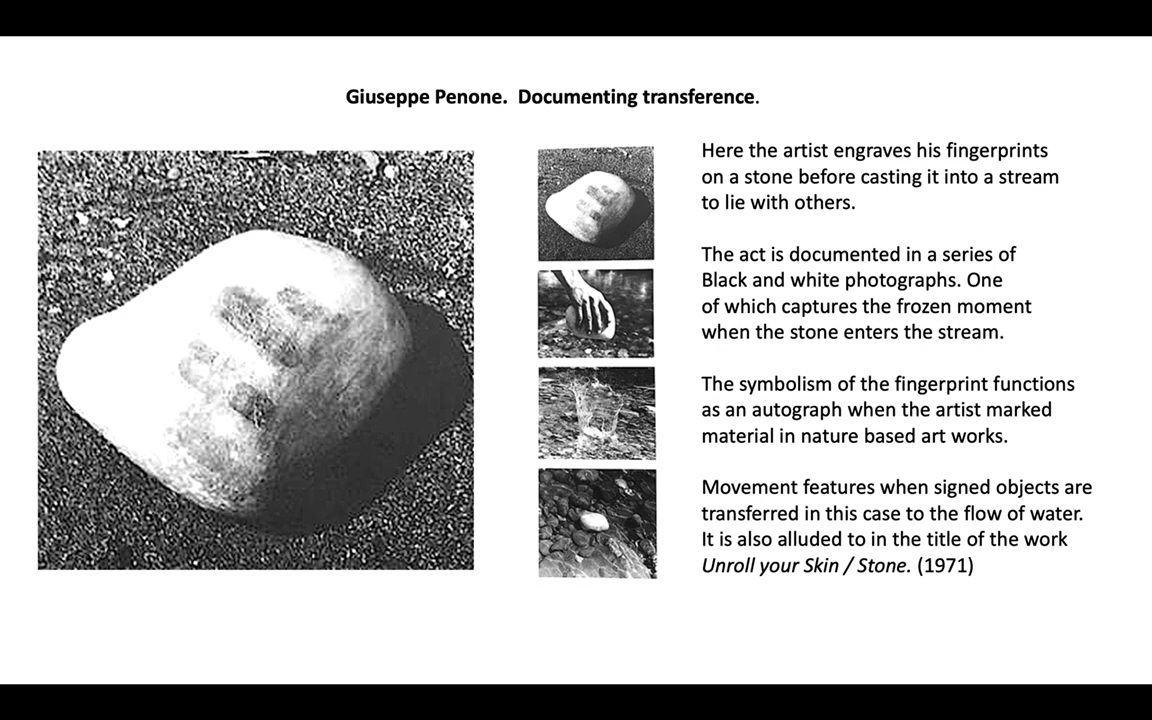 Giuseppe Penone.  Documenting transference.
Here the artist engraves his fingerprints
on a stone before casting it into a stream
to lie with others.
The act is documented in a series of
Black and white photographs. One
of which captures the frozen moment
when the stone enters the stream.
The symbolism of the fingerprint functions
as an autograph when the artist marked
material in nature based art works.
Movement features when signed objects are
transferred in this case to the flow of water.
It is also alluded to in the title of the work
Unroll your Skin / Stone. (1971)